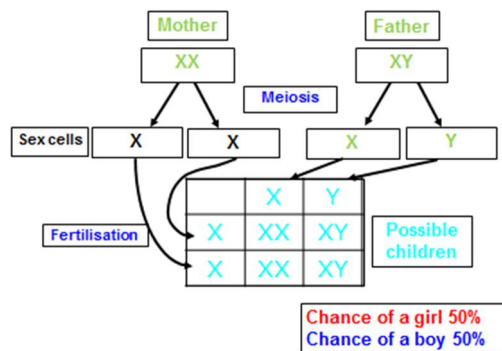 Mother Father
XX XY
Meiosis
Sex cells X X X Y
X Y
Fertilisation X XX XY Possible
children
X XX XY
Chance of a girl 50%
Chance of a boy 50%